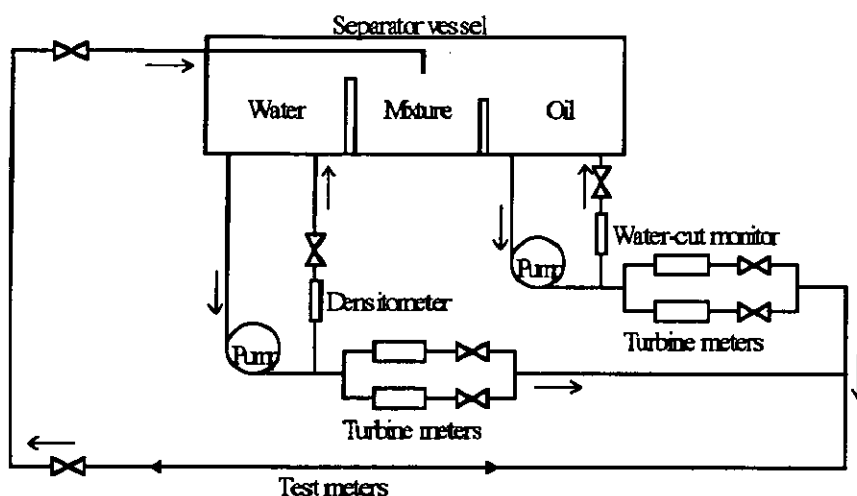 Separator vessel
Water
Mixture
Oil
Water-cut monitor
Pump
Densitometer
Turbine meters
Pump
Turbine meters
Test meters